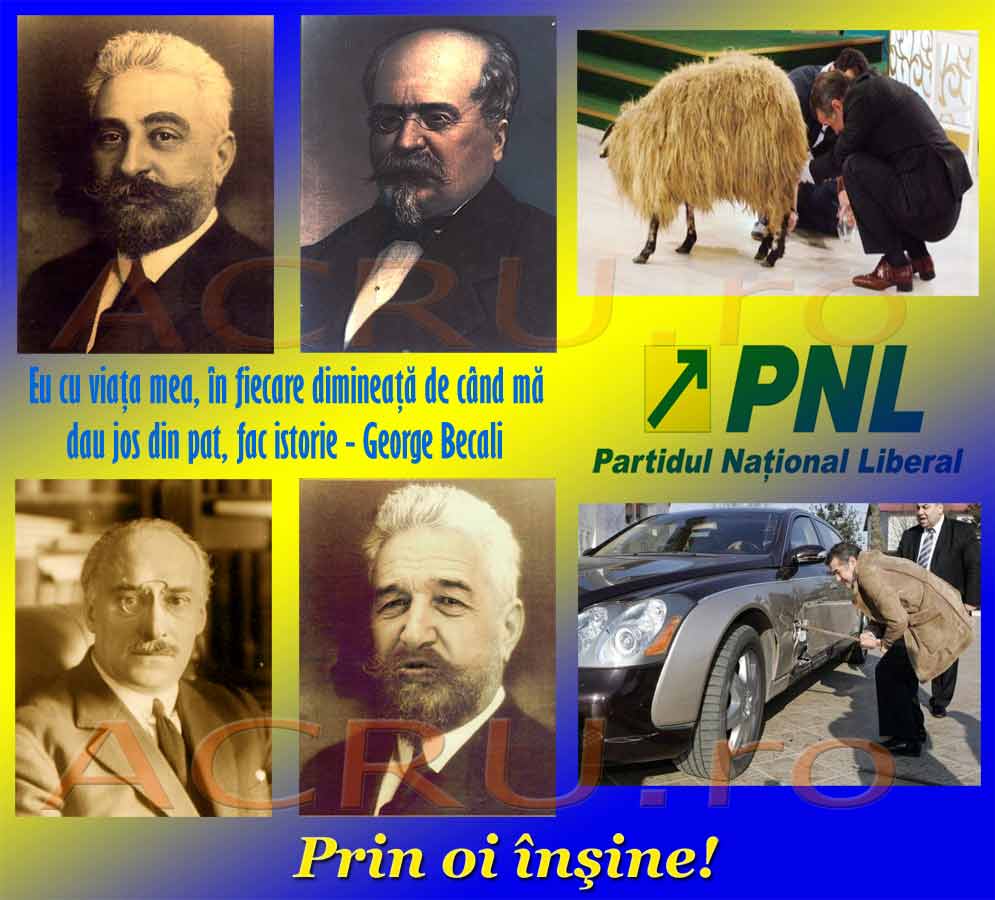 ACRU.ro
Eu cu viața mea, în fiecare dimineață de când mă
dau jos din pat, fac istorie - George Becali
PNL
Partidul Național Liberal
ACRU.ro
Prin oi înşine!